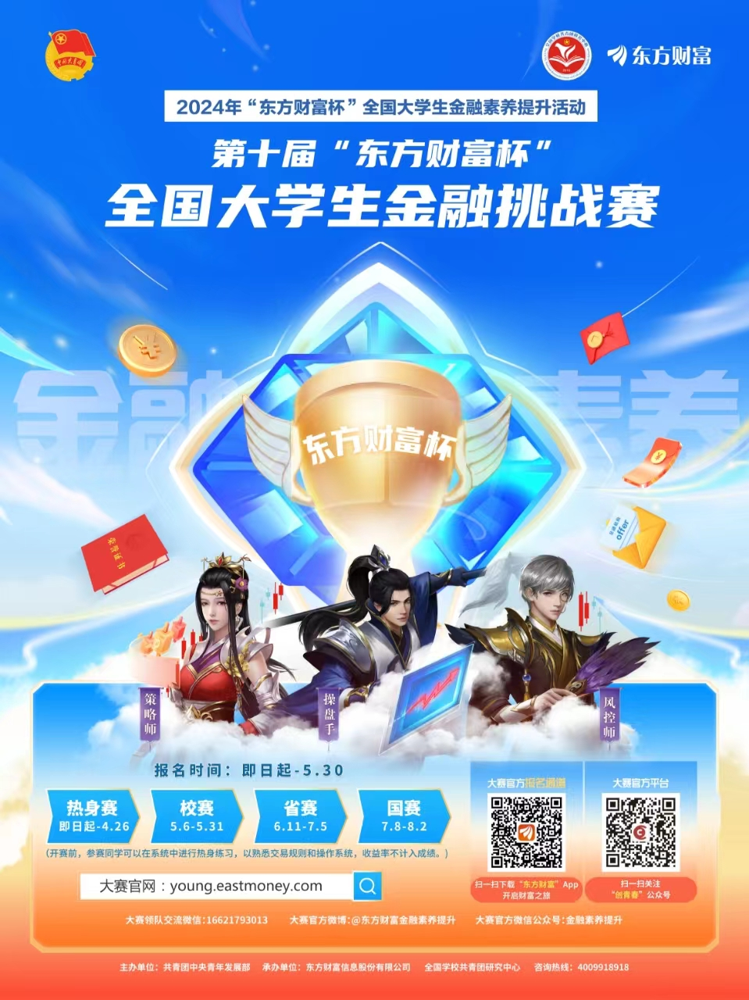 东方财富
2024年“东方财富杯”全国大学生金融素养提升活动
第十届“东方财富杯”
全国大学生金融挑战赛
金融素养
东方财富杯
荣誉证书
offer
策略师
操盘手
风控师
报名时间：即日起-5.30
热身赛
即日起-4.26
校赛
5.6-5.31
省赛
6.11-7.5
国赛
7.8-8.2
(开赛前，参赛同学可以在系统中进行热身练习，以熟悉交易规则和操作系统，收益率不计入成绩。)
大赛官网：young.eastmoney.com
大赛官方报名通道
扫一扫下载“东方财富”App
开启财富之旅
大赛官方平台
扫一扫关注
“创青春”公众号
大赛领队交流微信:16621793013 大赛官方微博:@东方财富金融素养提升 大赛官方微信公众号:金融素养提升
主办单位：共青团中央青年发展部 承办单位：东方财富信息股份有限公司 全国学校共青团研究中心 咨询热线：4009918918